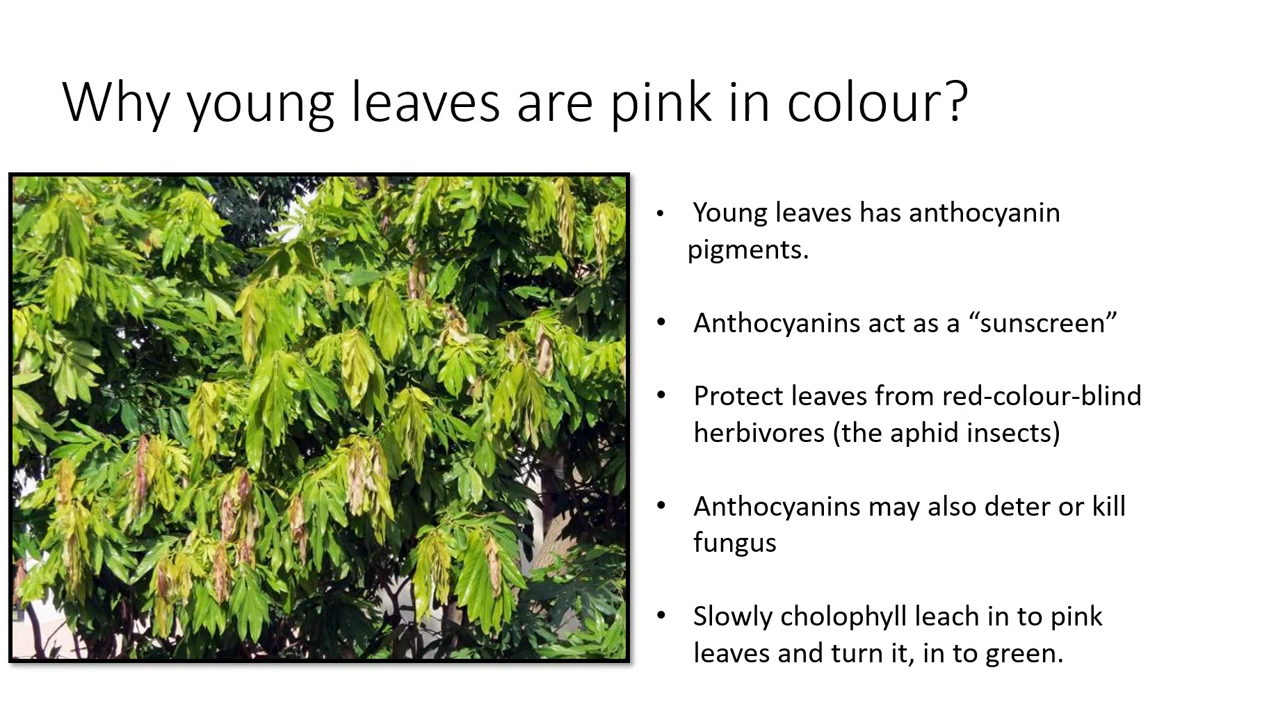 Why young leaves are pink in colour?
• Young leaves has anthocyanin
pigments.
• Anthocyanins act as a “sunscreen”
• Protect leaves from red-colour-blind
herbivores (the aphid insects)
• Anthocyanins may also deter or kill
fungus
• Slowly cholophyll leach in to pink
leaves and turn it, in to green.